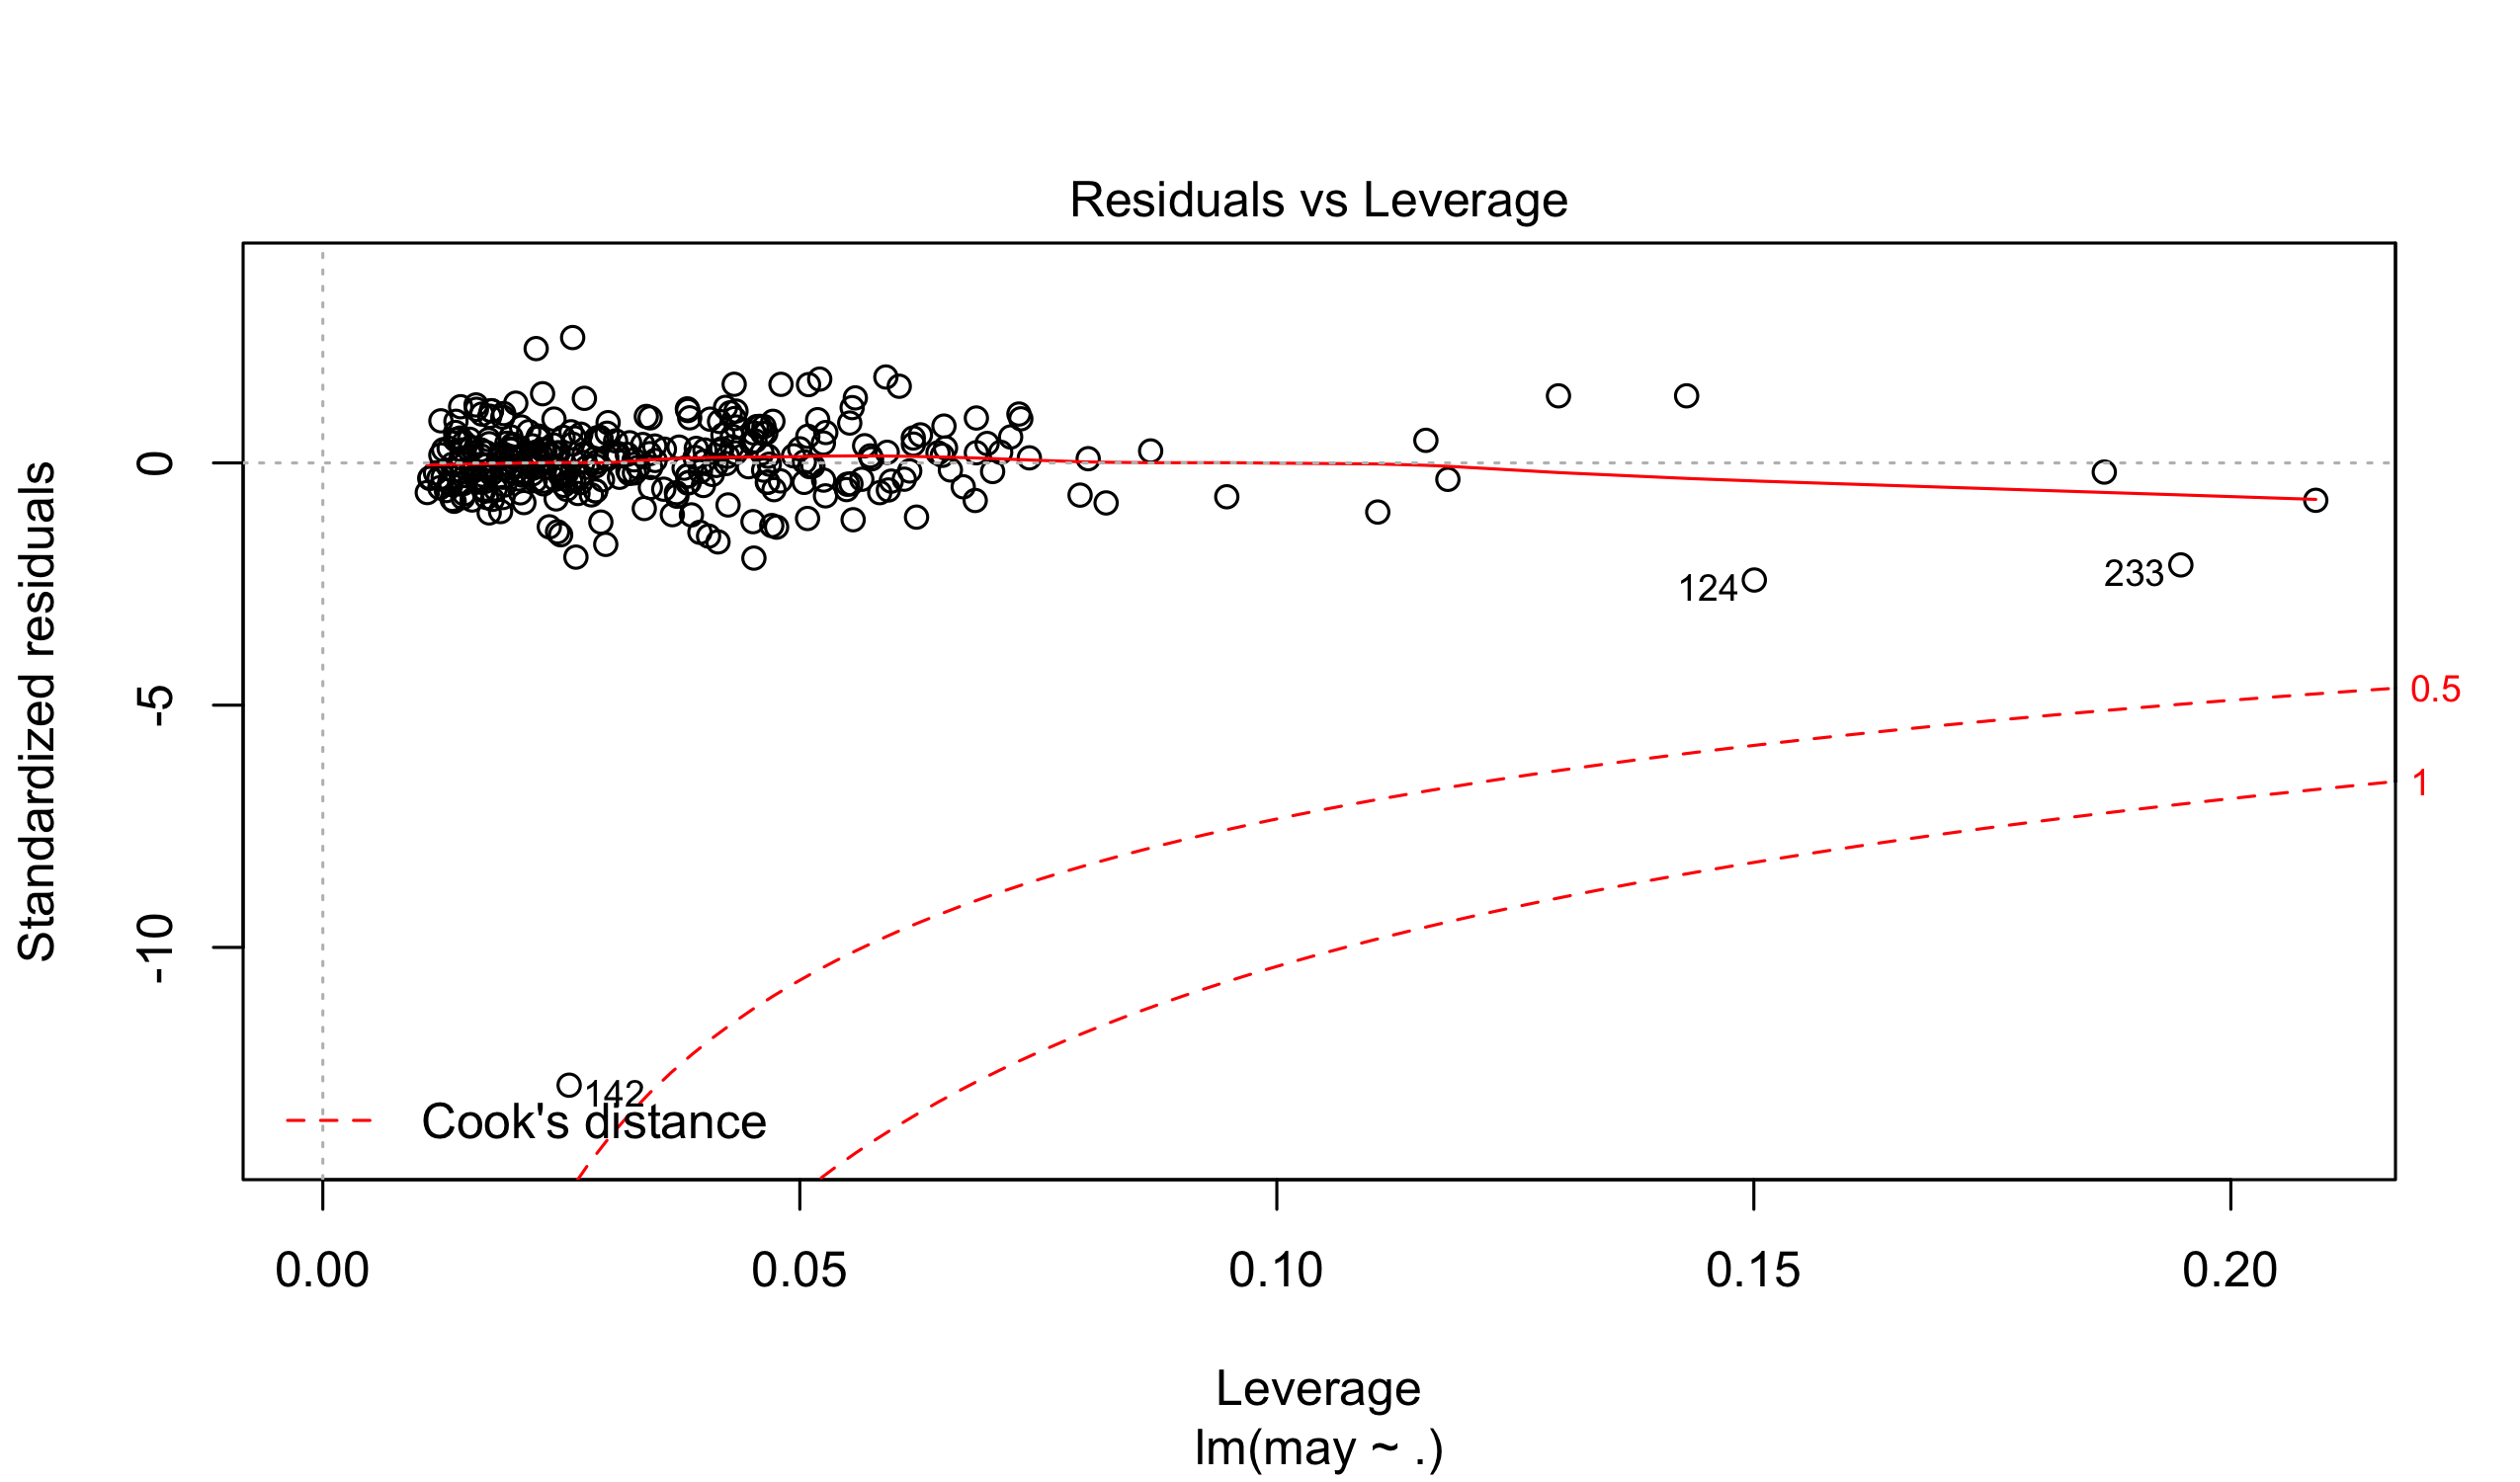 Residuals vs Leverage
Standardized residuals
0
-5
-10
124
233
0.5
1
142
Cook's distance
0.00 0.05 0.10 0.15 0.20
Leverage
lm(may ~ .)